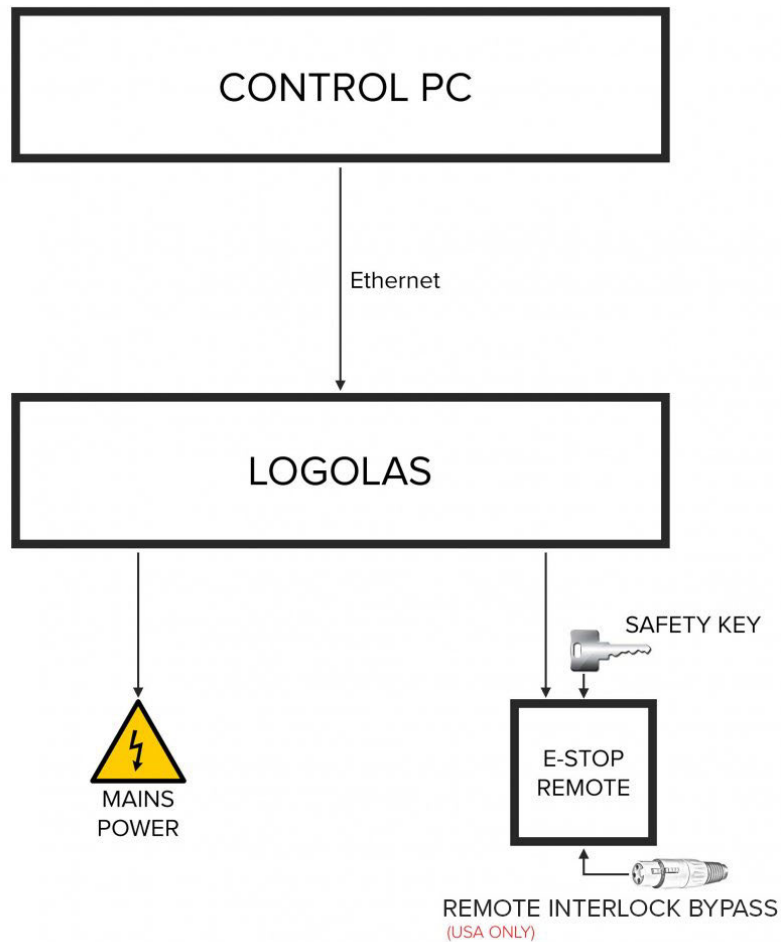 CONTROL PC
Ethernet
LOGOLAS
SAFETY KEY
E-STOP
REMOTE
MAINS
POWER
REMOTE INTERLOCK BYPASS
(USA ONLY)